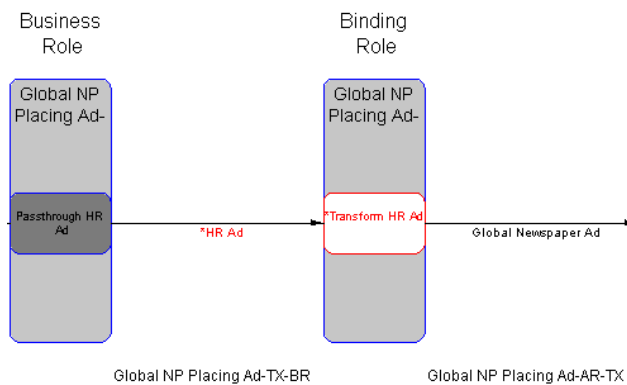 Business
Role
Binding
Role
Global NP
Placing Ad-
Global NP
Placing Ad-
Passthrough HR
Ad
*HR Ad
*Transform HR Ad
Global Newspaper Ad
Global NP Placing Ad-TX-BR
Global NP Placing Ad-AR-TX